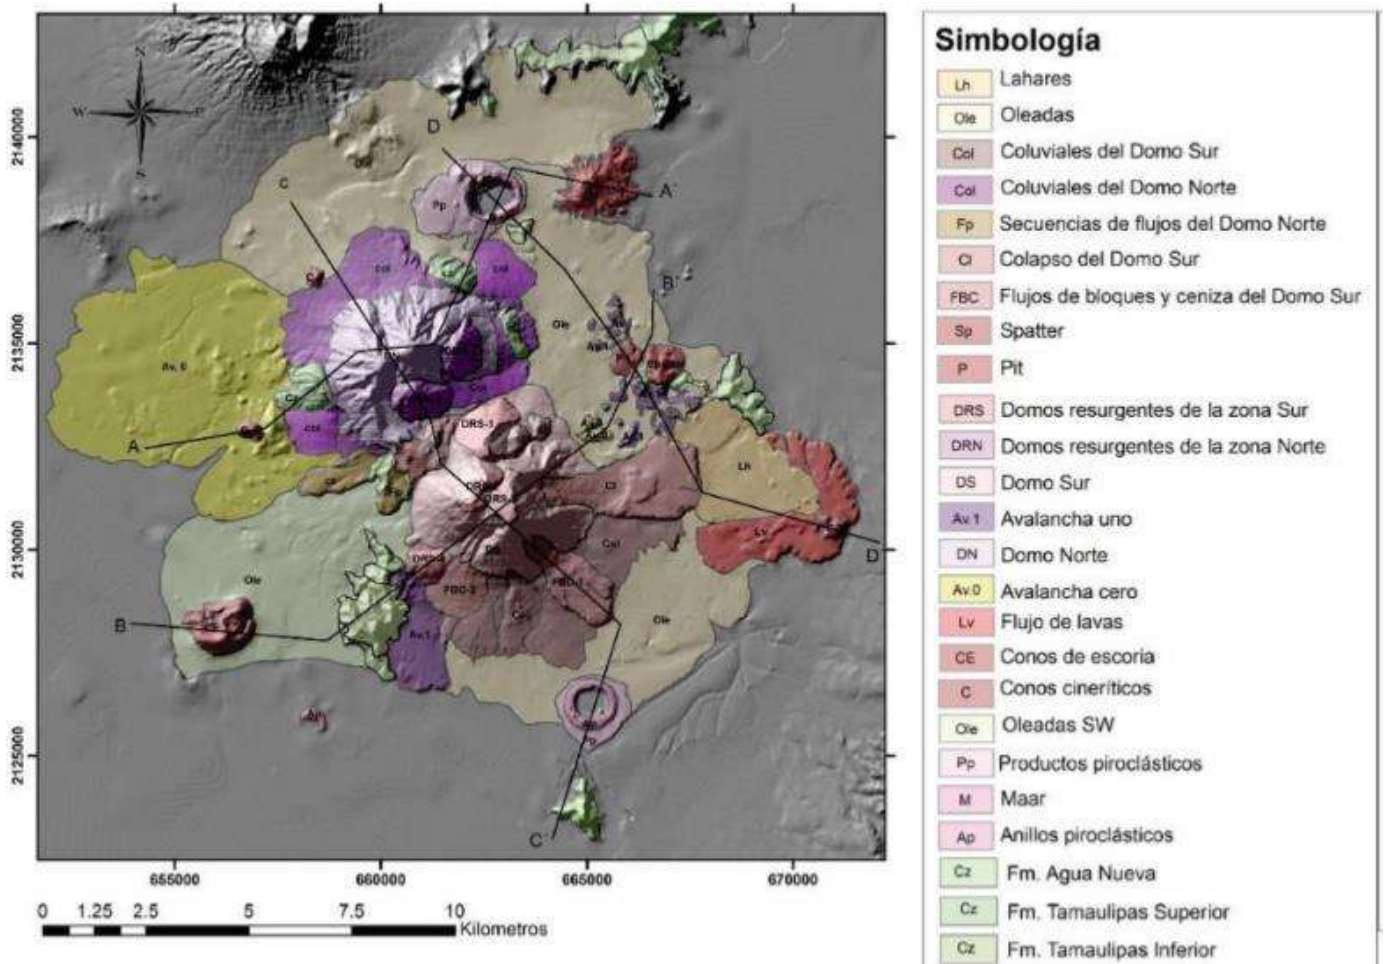 N
W
E
S
2140000
2135000
2130000
2125000
D
C
A´
Pp
Col
Col
B´
Ole
Av. 0
Cz
Col
Col
A
DRS-3
Lh
Cl
DRS
Col
Lv
Ole
D
FBC-2
FBC-1
B
Av.1
Ole
Ap
Pp
C´
655000
660000
665000
670000
0 1.25 2.5 5 7.5 10
Kilometros
Simbología
Lh Lahares
Ole Oleadas
Col Coluviales del Domo Sur
Col Coluviales del Domo Norte
Fp Secuencias de flujos del Domo Norte
Cl Colapso del Domo Sur
FBC Flujos de bloques y ceniza del Domo Sur
Sp Spatter
P Pit
DRS Domos resurgentes de la zona Sur
DRN Domos resurgentes de la zona Norte
DS Domo Sur
Av.1 Avalancha uno
DN Domo Norte
Av.0 Avalancha cero
Lv Flujo de lavas
CE Conos de escoria
C Conos cineríticos
Ole Oleadas SW
Pp Productos piroclásticos
M Maar
Ap Anillos piroclásticos
Cz Fm. Agua Nueva
Cz Fm. Tamaulipas Superior
Cz Fm. Tamaulipas Inferior